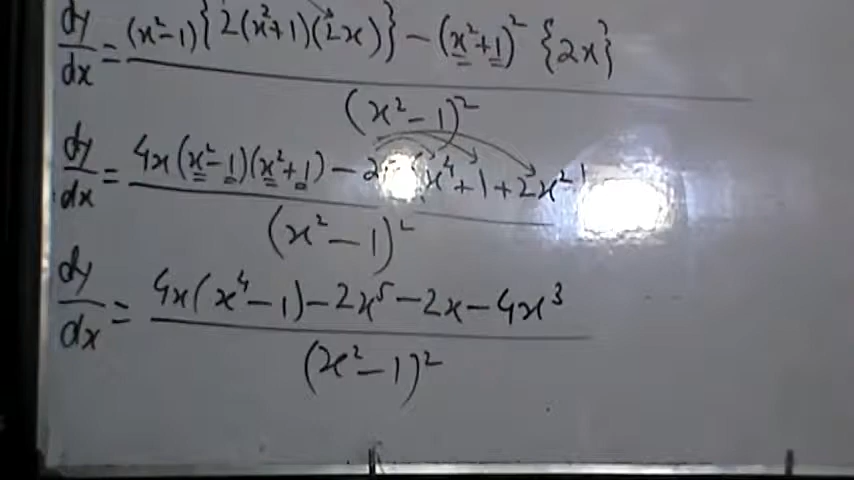 dy/dx = (x²-1){2(x²+1)(2x)} - (x²+1)² {2x} / (x²-1)²
dy/dx = 4x(x²-1)(x²+1) - 2 (x⁴+1+2x²) / (x²-1)²
dy/dx = 4x(x⁴-1) - 2x⁵ - 2x - 4x³ / (x²-1)²